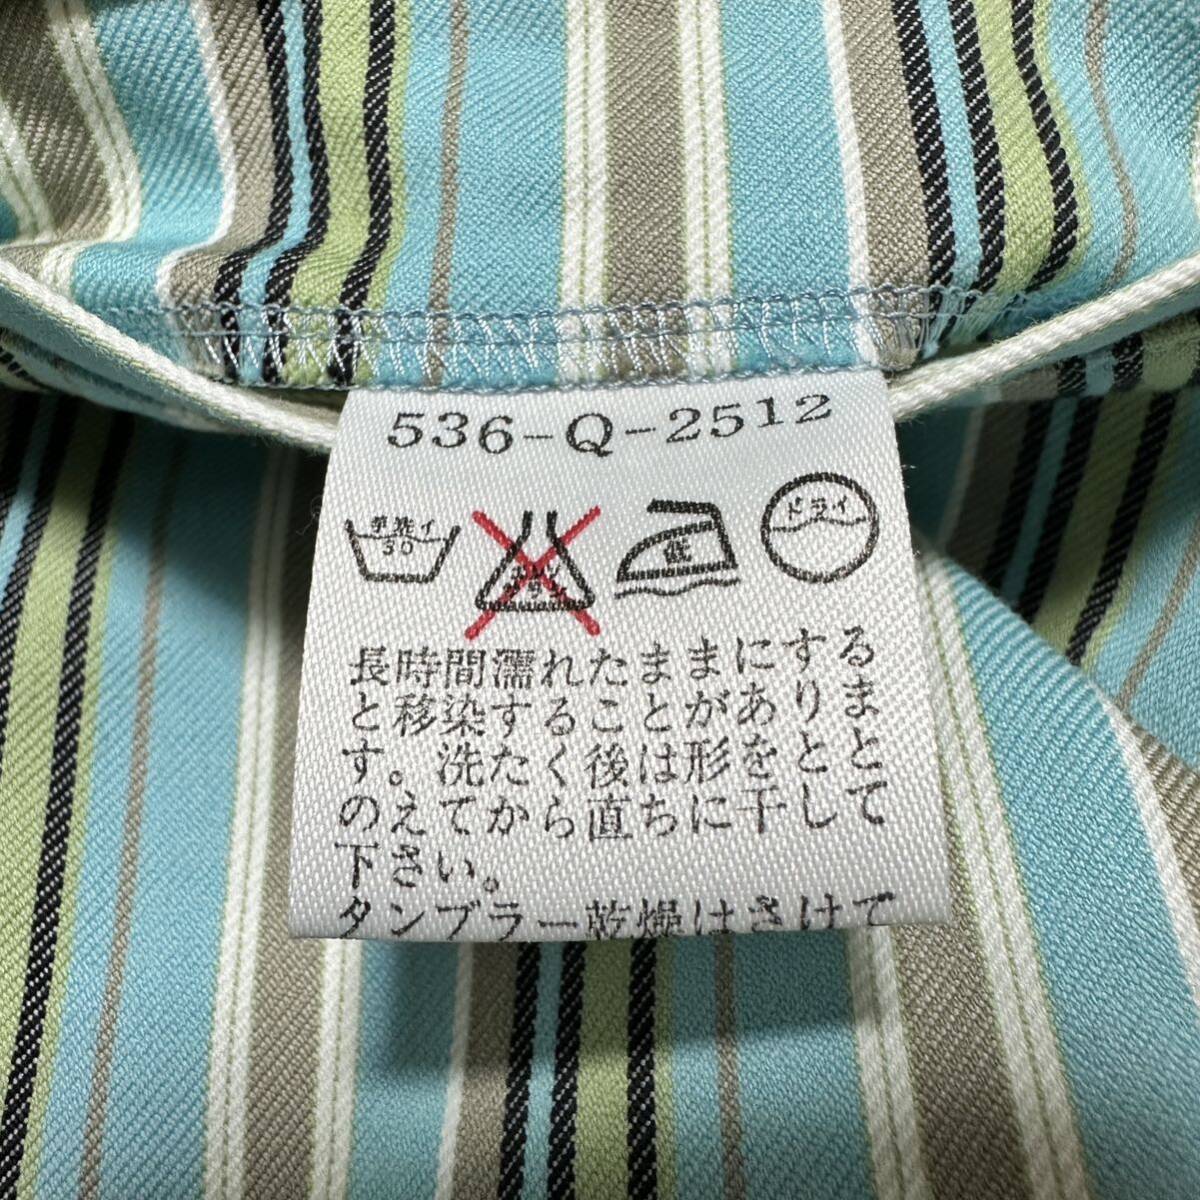 536-Q-2512
手洗イ
30
ドライ
長時間濡れたままにする
と移染することがありま
す。洗たく後は形をとと
のえてから直ちに干して
下さい。
タンブラー乾燥はさけて